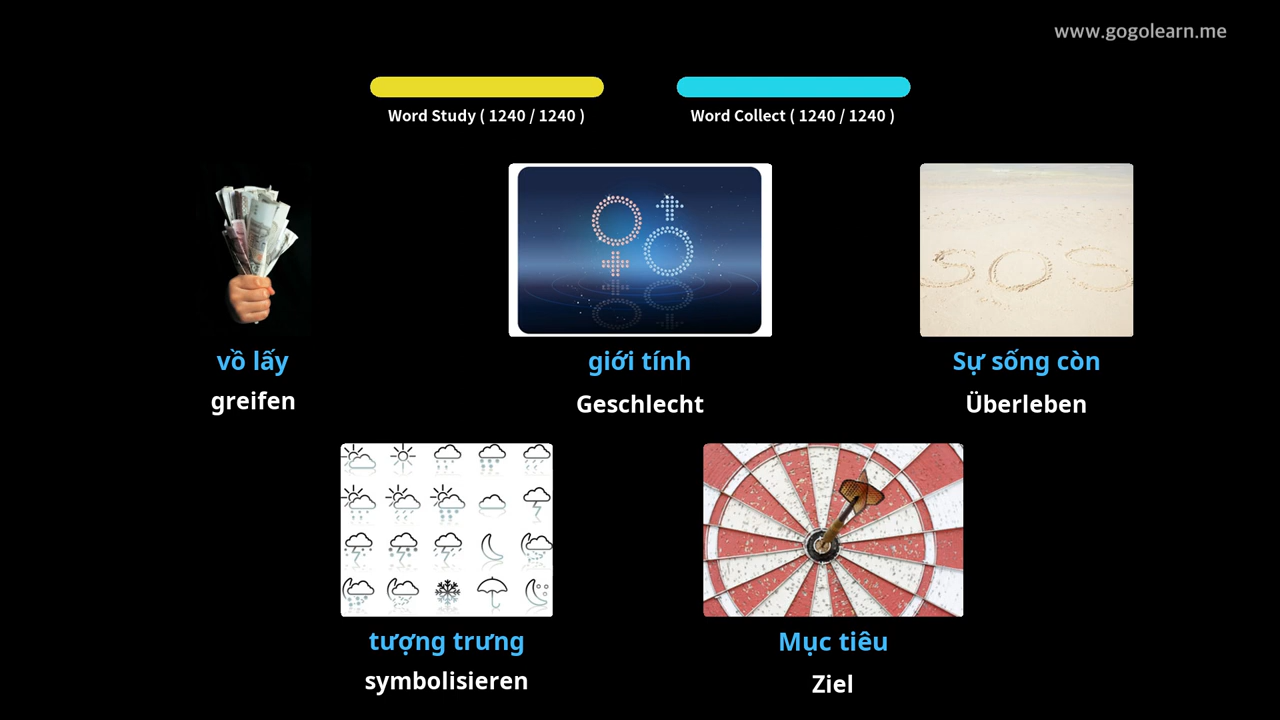 www.gogolearn.me
Word Study ( 1240 / 1240 )
Word Collect ( 1240 / 1240 )
SOS
vồ lấy
greifen
giới tính
Geschlecht
Sự sống còn
Überleben
tượng trưng
symbolisieren
Mục tiêu
Ziel